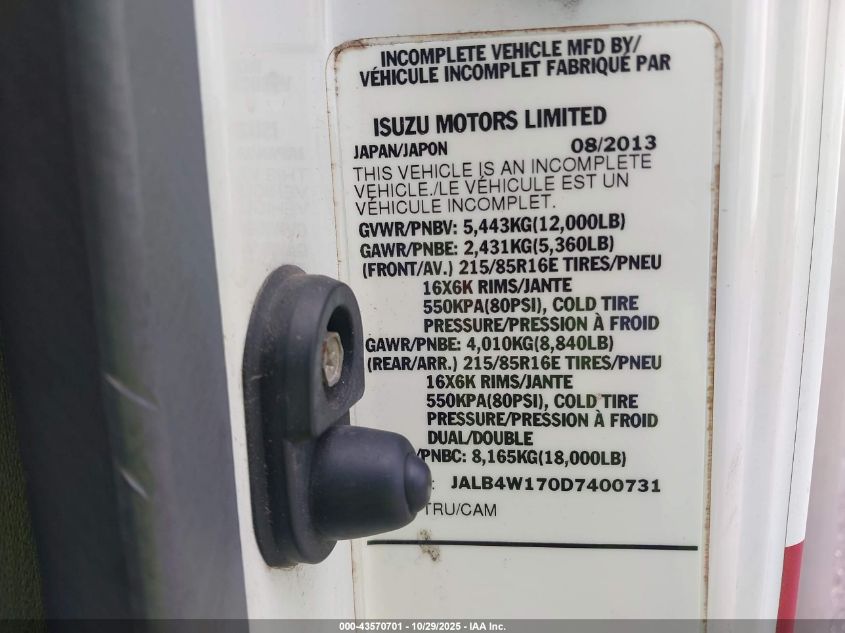 INCOMPLETE VEHICLE MFD BY/
VÉHICULE INCOMPLET FABRIQUÉ PAR
ISUZU MOTORS LIMITED
JAPAN/JAPON 08/2013
THIS VEHICLE IS AN INCOMPLETE
VEHICLE./LE VÉHICULE EST UN
VÉHICULE INCOMPLET.
GVWR/PNBV: 5,443KG(12,000LB)
GAWR/PNBE: 2,431KG(5,360LB)
(FRONT/AV.) 215/85R16E TIRES/PNEU
16X6K RIMS/JANTE
550KPA(80PSI), COLD TIRE
PRESSURE/PRESSION À FROID
GAWR/PNBE: 4,010KG(8,840LB)
(REAR/ARR.) 215/85R16E TIRES/PNEU
16X6K RIMS/JANTE
550KPA(80PSI), COLD TIRE
PRESSURE/PRESSION À FROID
DUAL/DOUBLE
/PNBC: 8,165KG(18,000LB)
: JALB4W170D7400731
TRU/CAM
000-43570701 - 10/29/2025 - IAA Inc.